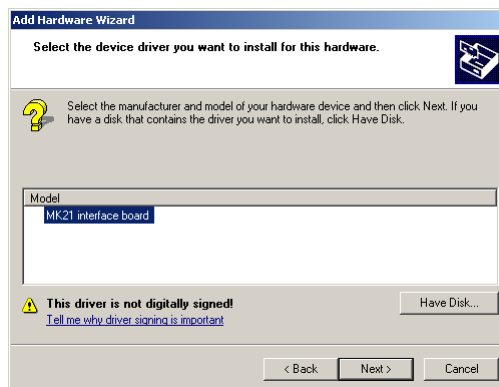 Add Hardware Wizard
Select the device driver you want to install for this hardware.
Select the manufacturer and model of your hardware device and then click Next. If you
have a disk that contains the driver you want to install, click Have Disk.
Model
MK21 interface board
This driver is not digitally signed!
Have Disk...
Tell me why driver signing is important
< Back
Next >
Cancel